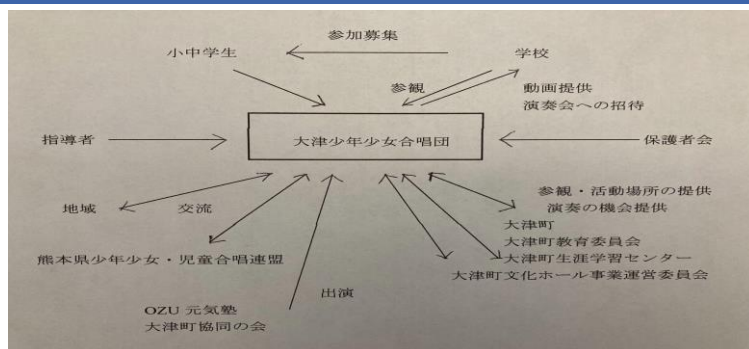 参加募集
小中学生
学校
参観
動画提供
演奏会への招待
指導者
大津少年少女合唱団
保護者会
地域
交流
参観・活動場所の提供
演奏の機会提供
大津町
大津町教育委員会
大津町生涯学習センター
大津町文化ホール事業運営委員会
熊本県少年少女・児童合唱連盟
出演
OZU 元気塾
大津町協同の会